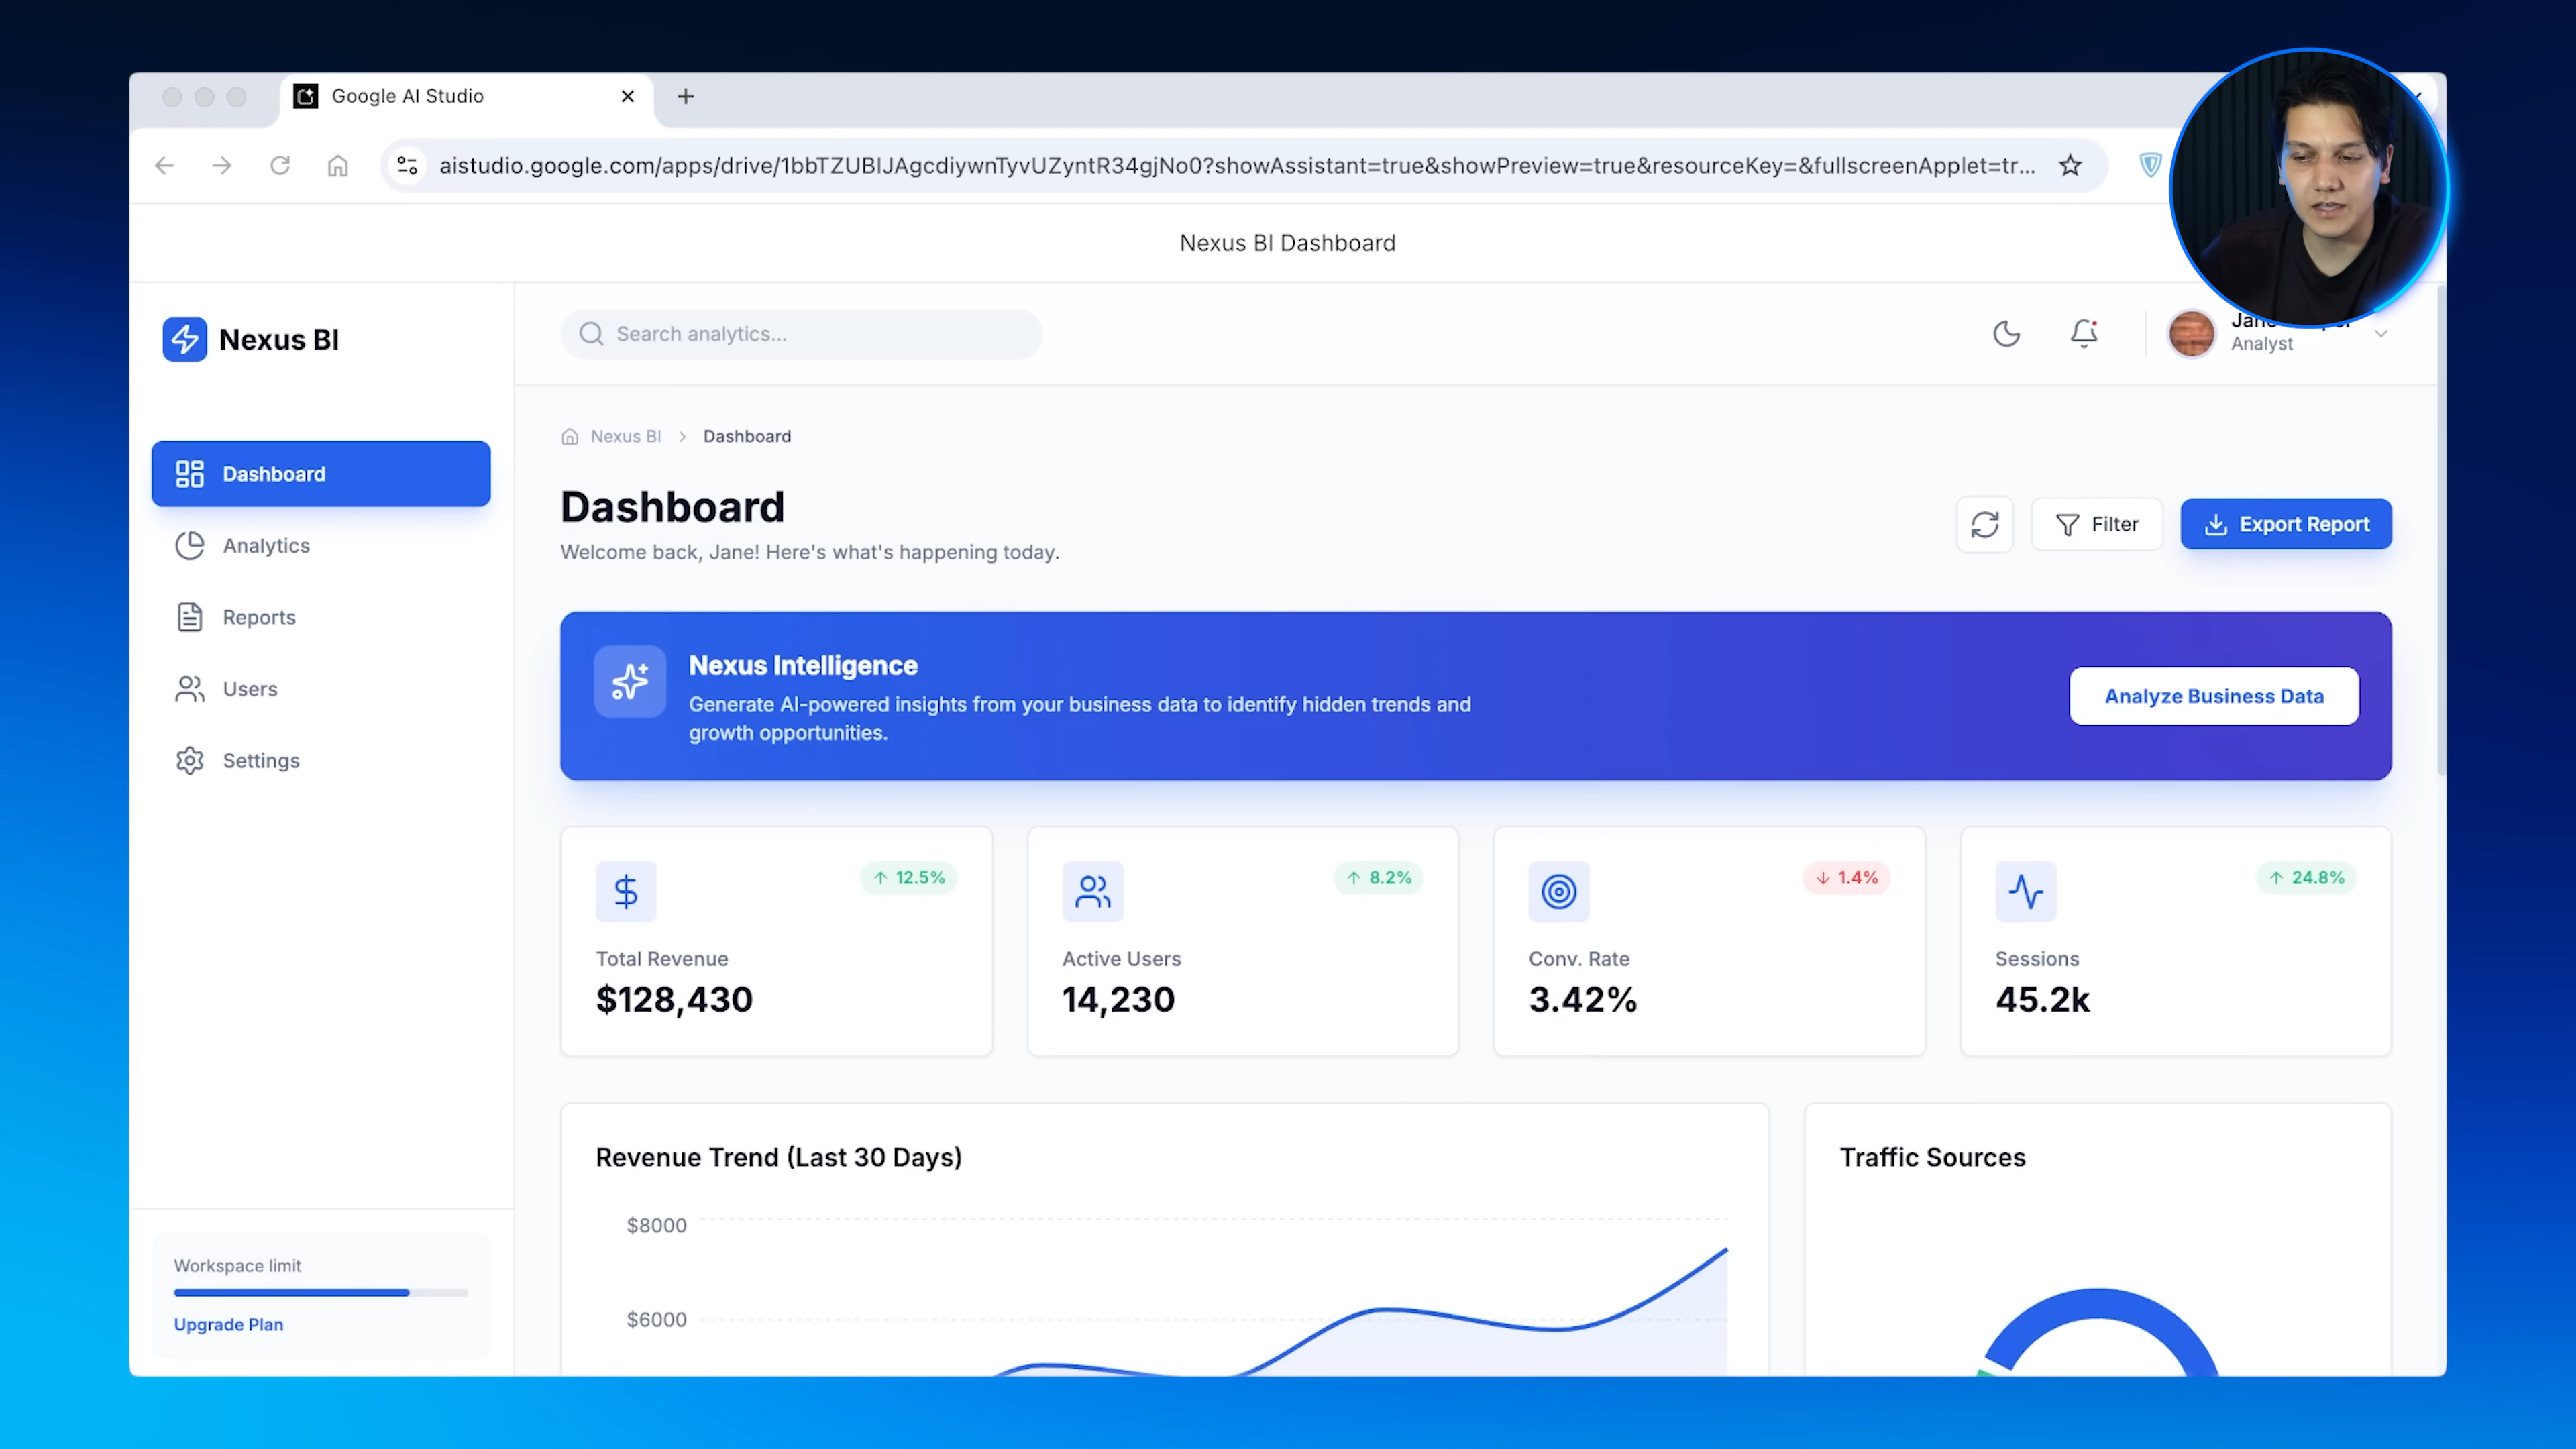 Google AI Studio
aistudio.google.com/apps/drive/1bbTZUBIJAgcdiywnTyvUZyntR34gjNo0?showAssistant=true&showPreview=true&resourceKey=&fullscreenApplet=tr...
Nexus BI Dashboard
Nexus BI
Search analytics...
Analyst
Dashboard
Analytics
Reports
Users
Settings
Workspace limit
Upgrade Plan
Nexus BI > Dashboard
Dashboard
Welcome back, Jane! Here's what's happening today.
Filter
Export Report
Nexus Intelligence
Generate AI-powered insights from your business data to identify hidden trends and
growth opportunities.
Analyze Business Data
↑ 12.5%
Total Revenue
$128,430
↑ 8.2%
Active Users
14,230
↓ 1.4%
Conv. Rate
3.42%
↑ 24.8%
Sessions
45.2k
Revenue Trend (Last 30 Days)
$8000
$6000
Traffic Sources